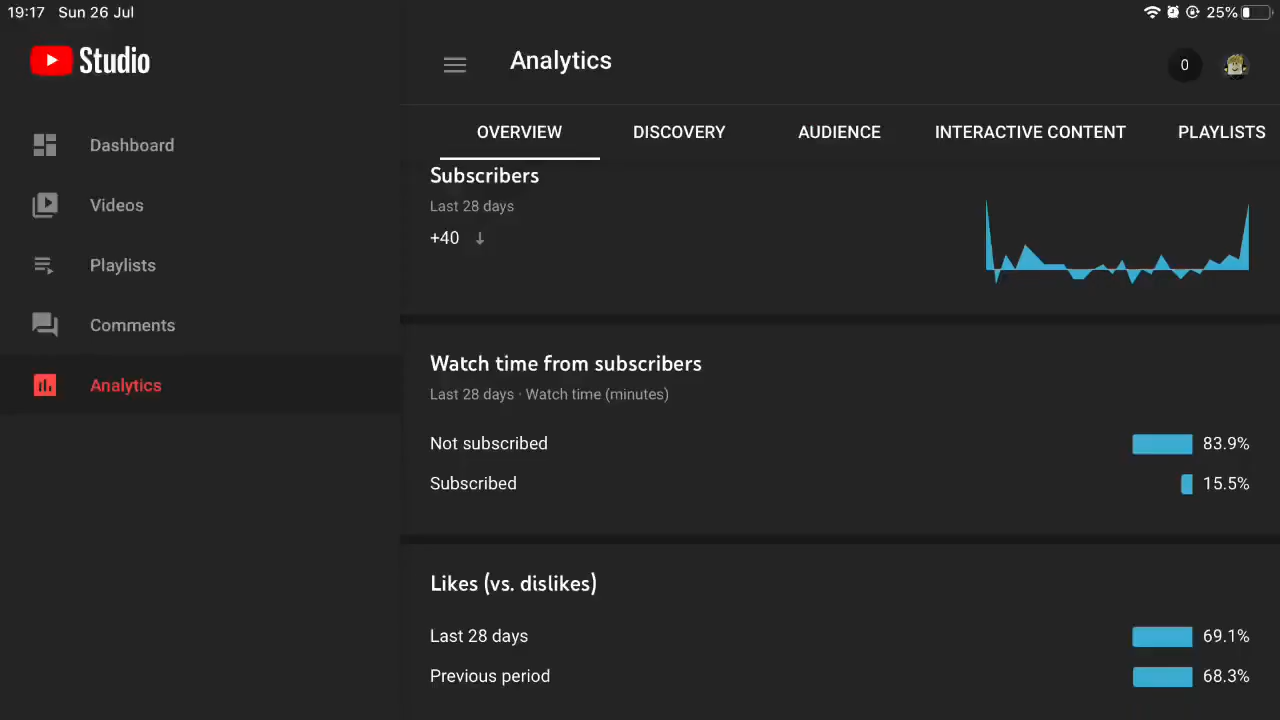 19:17 Sun 26 Jul
25%
Studio
Analytics
0
Dashboard
Videos
Playlists
Comments
Analytics
OVERVIEW
DISCOVERY
AUDIENCE
INTERACTIVE CONTENT
PLAYLISTS
Subscribers
Last 28 days
+40
Watch time from subscribers
Last 28 days · Watch time (minutes)
Not subscribed 83.9%
Subscribed 15.5%
Likes (vs. dislikes)
Last 28 days 69.1%
Previous period 68.3%